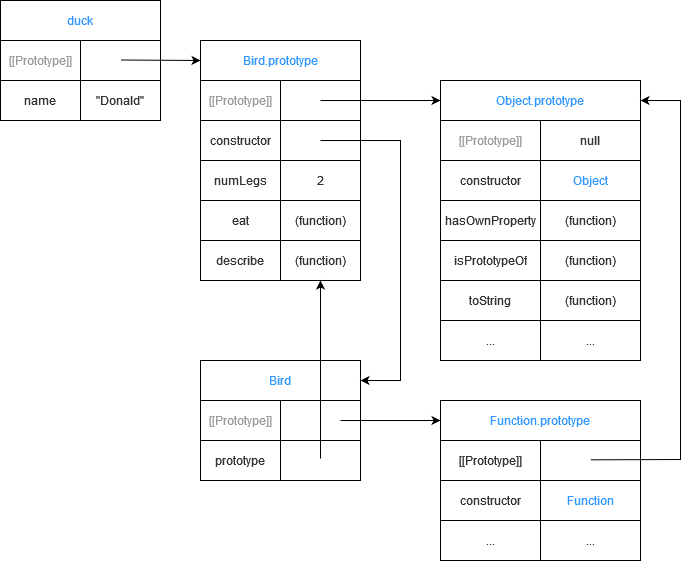 duck
[[Prototype]]
name "Donald"
Bird.prototype
[[Prototype]]
constructor
numLegs 2
eat (function)
describe (function)
Object.prototype
[[Prototype]] null
constructor Object
hasOwnProperty (function)
isPrototypeOf (function)
toString (function)
... ...
Bird
[[Prototype]]
prototype
Function.prototype
[[Prototype]]
constructor Function
... ...